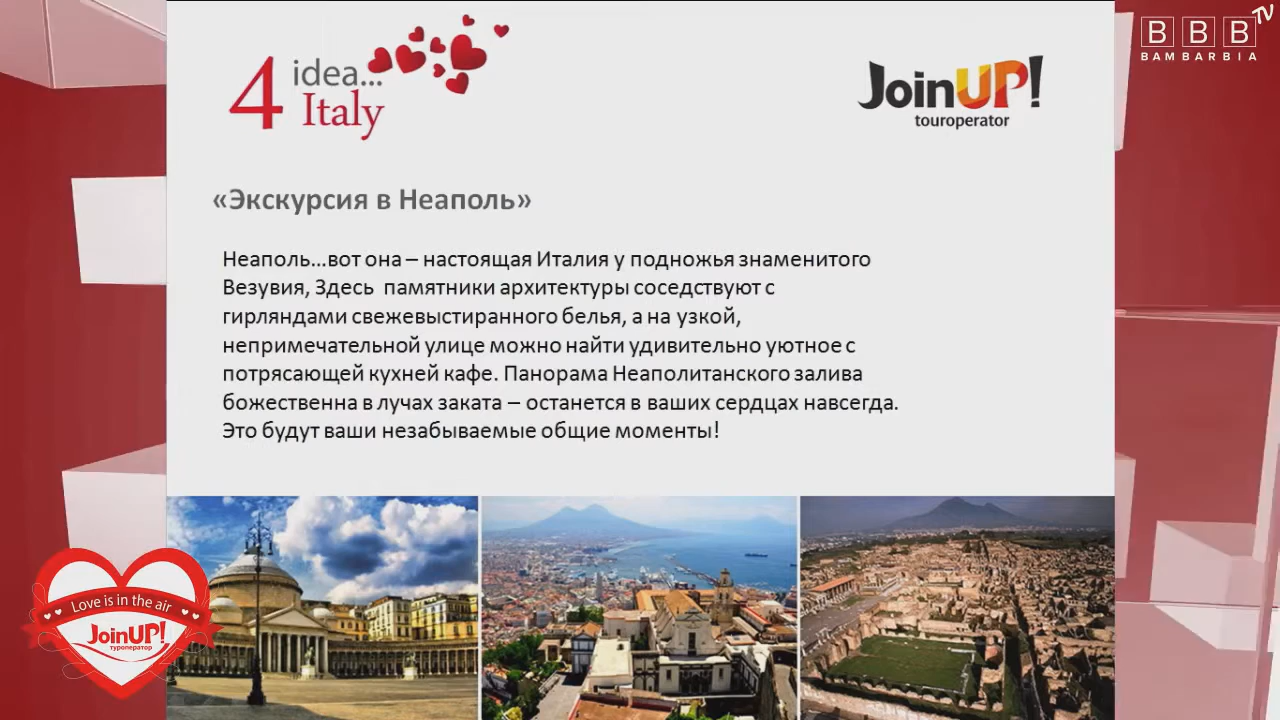 4 idea...
Italy
JoinUP!
touroperator
BBB TV
BAMBARBIA
«Экскурсия в Неаполь»
Неаполь...вот она – настоящая Италия у подножья знаменитого
Везувия, Здесь памятники архитектуры соседствуют с
гирляндами свежевыстиранного белья, а на узкой,
непримечательной улице можно найти удивительно уютное с
потрясающей кухней кафе. Панорама Неаполитанского залива
божественна в лучах заката – останется в ваших сердцах навсегда.
Это будут ваши незабываемые общие моменты!
Love is in the air
JoinUP!
туроператор